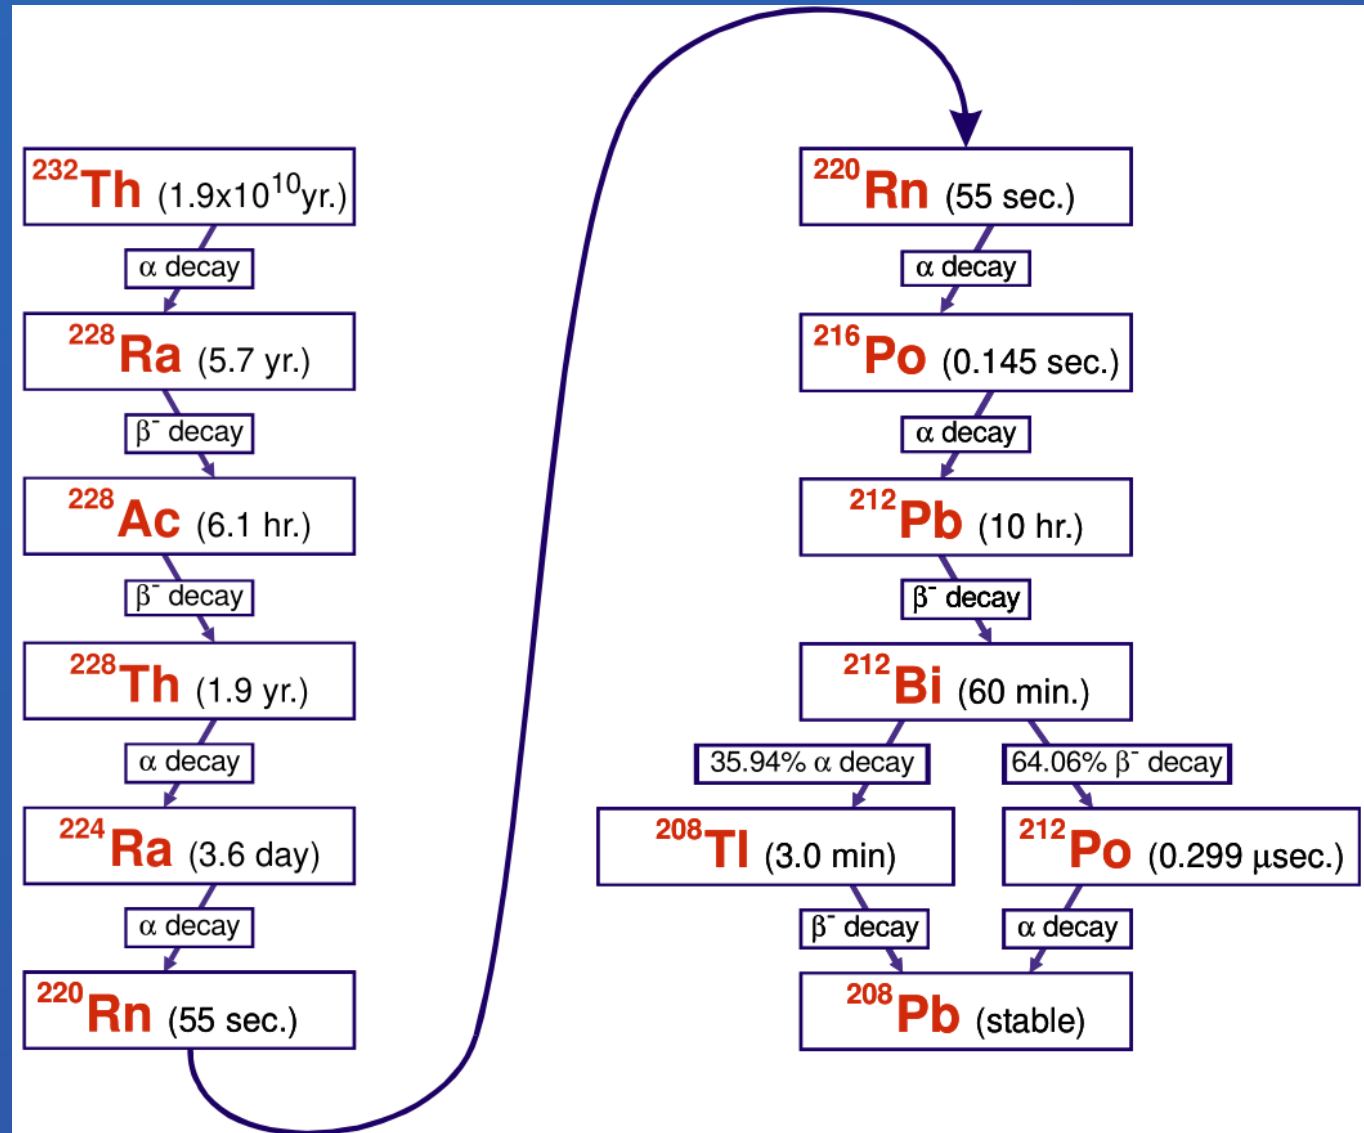 ²³²Th (1.9x10¹⁰yr.)
α decay
²²⁸Ra (5.7 yr.)
β⁻ decay
²²⁸Ac (6.1 hr.)
β⁻ decay
²²⁸Th (1.9 yr.)
α decay
²²⁴Ra (3.6 day)
α decay
²²⁰Rn (55 sec.)
²²⁰Rn (55 sec.)
α decay
²¹⁶Po (0.145 sec.)
α decay
²¹²Pb (10 hr.)
β⁻ decay
²¹²Bi (60 min.)
35.94% α decay
64.06% β⁻ decay
²⁰⁸Tl (3.0 min)
²¹²Po (0.299 μsec.)
β⁻ decay
α decay
²⁰⁸Pb (stable)